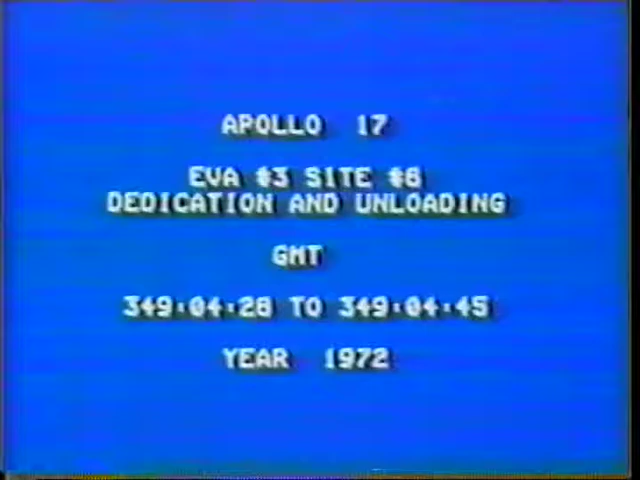 APOLLO 17
EVA #3 SITE #6
DEDICATION AND UNLOADING
GMT
349:04:28 TO 349:04:45
YEAR 1972